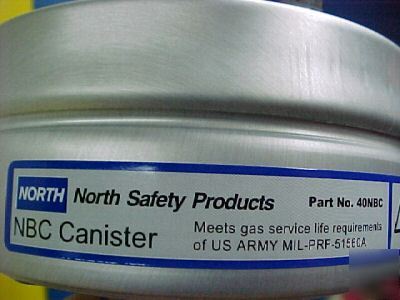 NORTH North Safety Products Part No. 40NBC
NBC Canister
Meets gas service life requirements
of US ARMY MIL-PRF-51560A